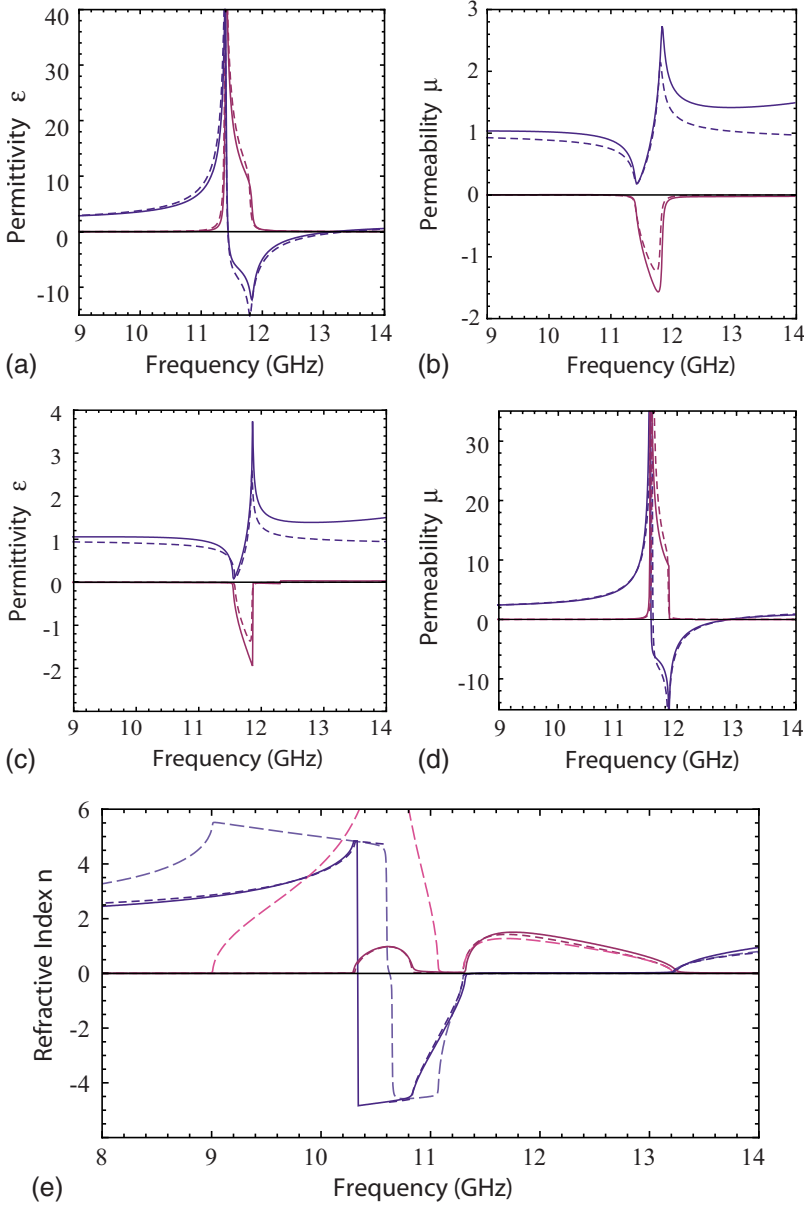 40
30
20
10
0
-10
Permittivity ε
9 10 11 12 13 14
Frequency (GHz)
(a)
3
2
1
0
-1
-2
Permeability μ
9 10 11 12 13 14
Frequency (GHz)
(b)
4
3
2
1
0
-1
-2
Permittivity ε
9 10 11 12 13 14
Frequency (GHz)
(c)
30
20
10
0
-10
Permeability μ
9 10 11 12 13 14
Frequency (GHz)
(d)
6
4
2
0
-2
-4
Refractive Index n
8 9 10 11 12 13 14
Frequency (GHz)
(e)